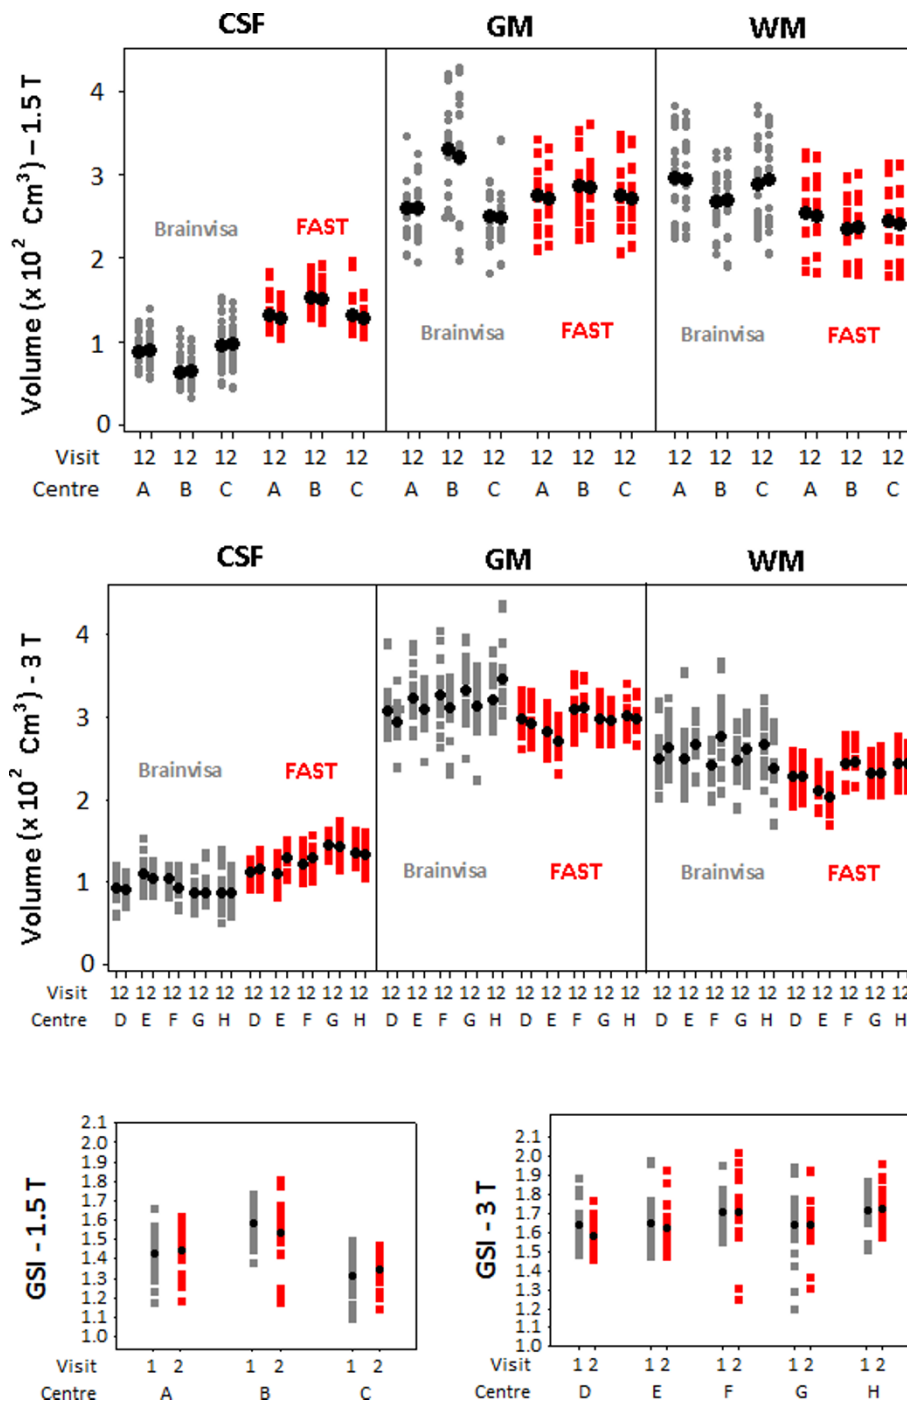 CSF GM WM
Volume (x 10² Cm³) – 1.5 T
4
3
2
1
0
Brainvisa FAST
Brainvisa FAST
Brainvisa FAST
Visit 12 12 12 12 12 12 12 12 12 12 12 12 12 12 12 12 12 12
Centre A B C A B C A B C A B C A B C A B C
CSF GM WM
Volume (x 10² Cm³) - 3 T
4
3
2
1
0
Brainvisa FAST
Brainvisa FAST
Brainvisa FAST
Visit 12 12 12 12 12 12 12 12 12 12 12 12 12 12 12 12 12 12 12 12 12 12 12 12 12 12 12 12 12 12
Centre D E F G H D E F G H D E F G H D E F G H D E F G H D E F G H
GSI - 1.5 T
2.1
2.0
1.9
1.8
1.7
1.6
1.5
1.4
1.3
1.2
1.1
1.0
Visit 1 2 1 2 1 2
Centre A B C
GSI - 3 T
2.1
2.0
1.9
1.8
1.7
1.6
1.5
1.4
1.3
1.2
1.1
1.0
Visit 1 2 1 2 1 2 1 2 1 2
Centre D E F G H